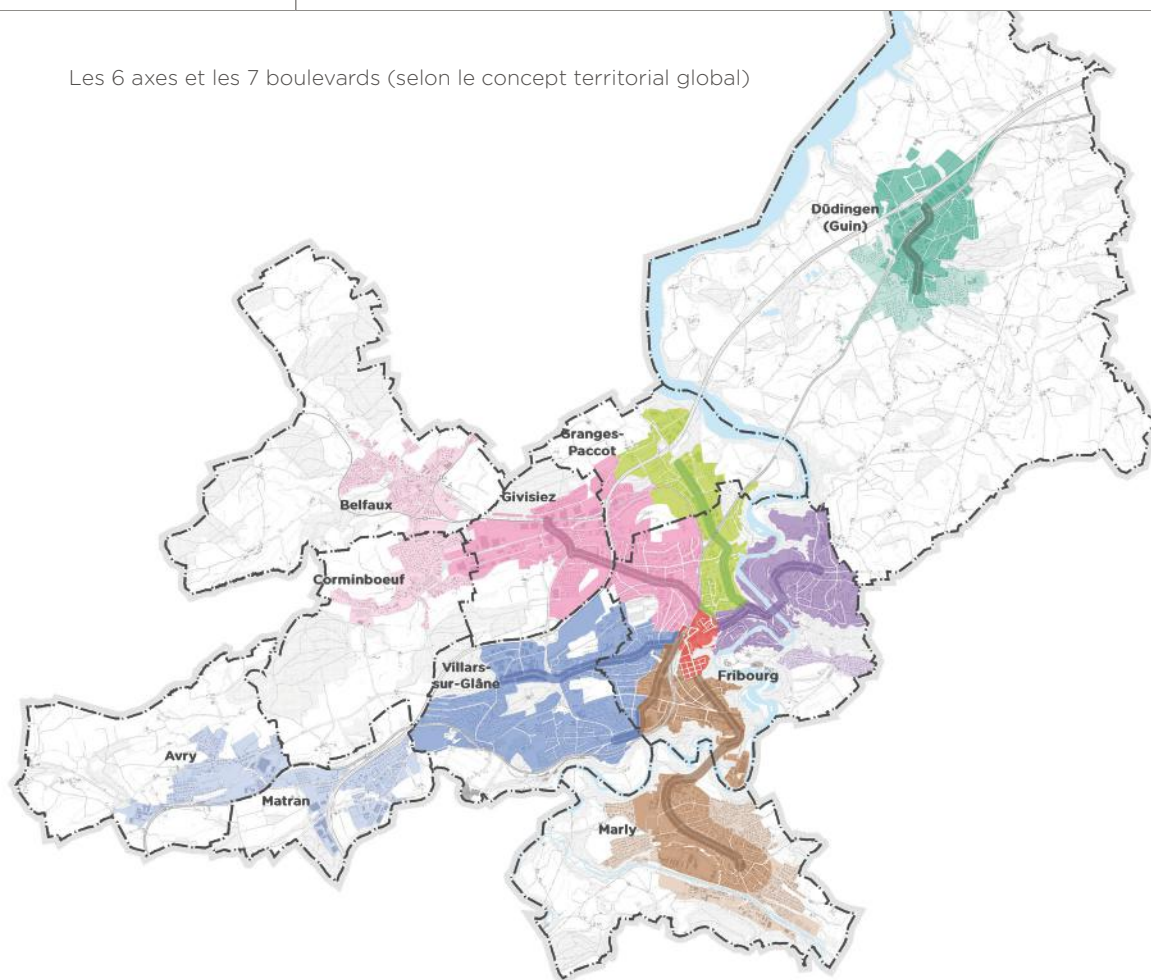 Les 6 axes et les 7 boulevards (selon le concept territorial global)
Düdingen
(Guin)
Granges-
Paccot
Givisiez
Belfaux
Corminboeuf
Villars-
sur-Glâne
Fribourg
Avry
Matran
Marly